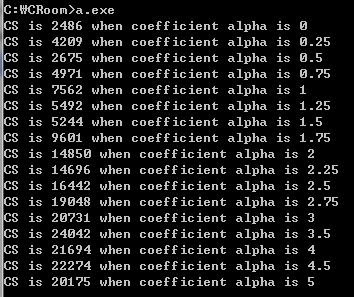 C:₩CRoom>a.exe
CS is 2486 when coefficient alpha is 0
CS is 4209 when coefficient alpha is 0.25
CS is 2675 when coefficient alpha is 0.5
CS is 4971 when coefficient alpha is 0.75
CS is 7562 when coefficient alpha is 1
CS is 5492 when coefficient alpha is 1.25
CS is 5244 when coefficient alpha is 1.5
CS is 9601 when coefficient alpha is 1.75
CS is 14850 when coefficient alpha is 2
CS is 14696 when coefficient alpha is 2.25
CS is 16442 when coefficient alpha is 2.5
CS is 19048 when coefficient alpha is 2.75
CS is 20731 when coefficient alpha is 3
CS is 24042 when coefficient alpha is 3.5
CS is 21694 when coefficient alpha is 4
CS is 22274 when coefficient alpha is 4.5
CS is 20175 when coefficient alpha is 5